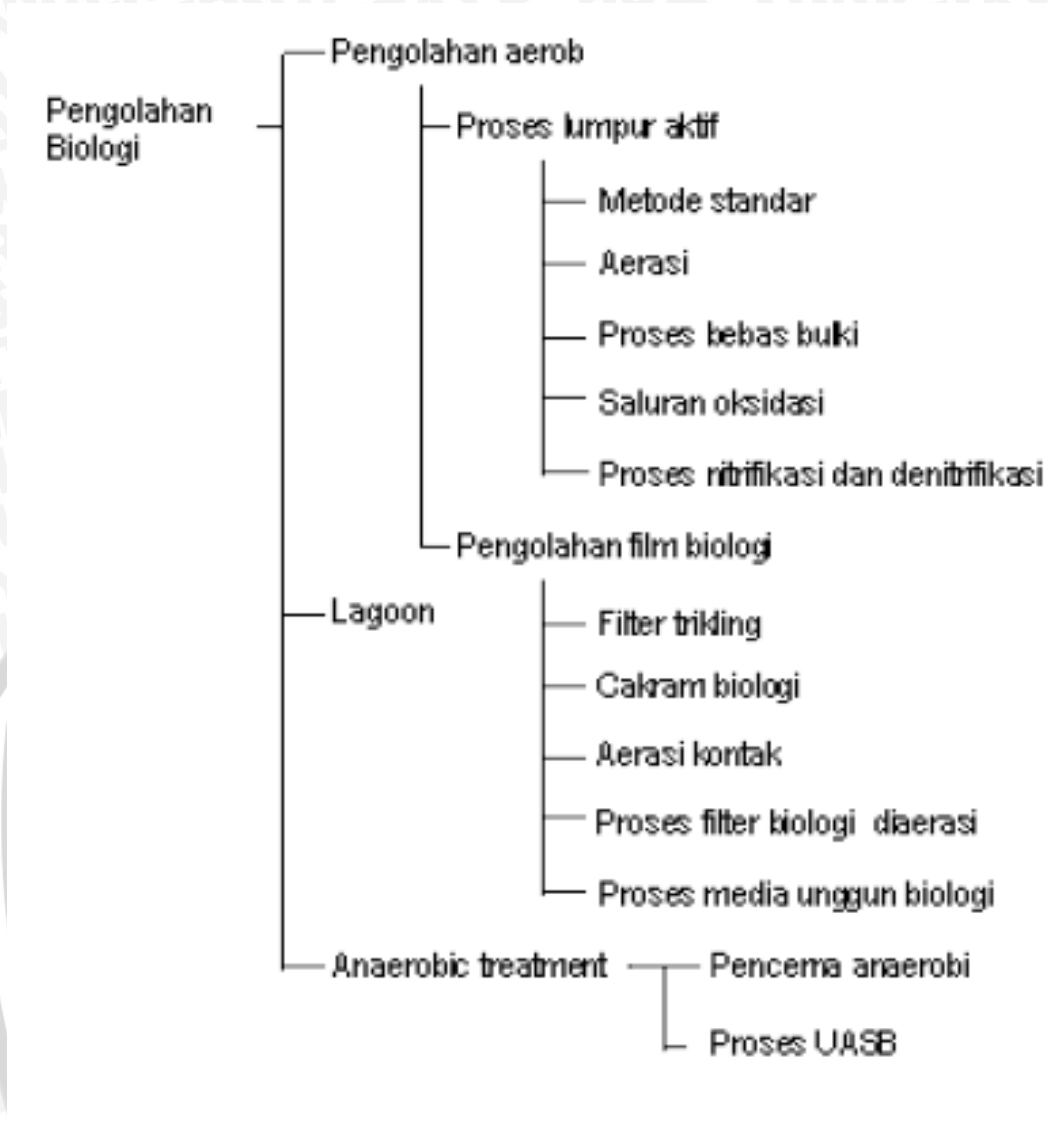 Pengolahan aerob
Pengolahan
Biologi
Proses lumpur aktif
Metode standar
Aerasi
Proses bebas bulki
Saluran oksidasi
Proses nitrifikasi dan denitrifikasi
Pengolahan film biologi
Lagoon
Filter trikling
Cakram biologi
Aerasi kontak
Proses filter biologi diaerasi
Proses media unggun biologi
Anaerobic treatment
Pencerna anaerobi
Proses UASB